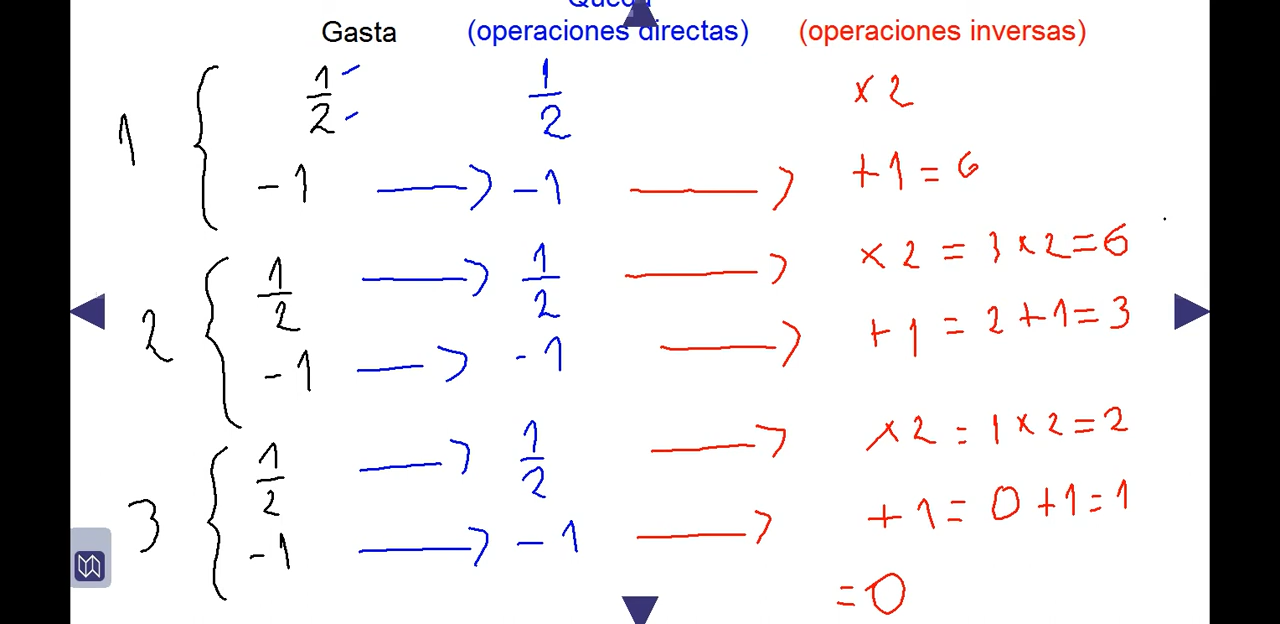 Gasta (operaciones directas) (operaciones inversas)
1/2 1/2 × 2
1
- 1 - 1 + 1 = 6
1/2 1/2 × 2 = 3 × 2 = 6
2
- 1 - 1 + 1 = 2 + 1 = 3
1/2 1/2 × 2 = 1 × 2 = 2
3
- 1 - 1 + 1 = 0 + 1 = 1
= 0